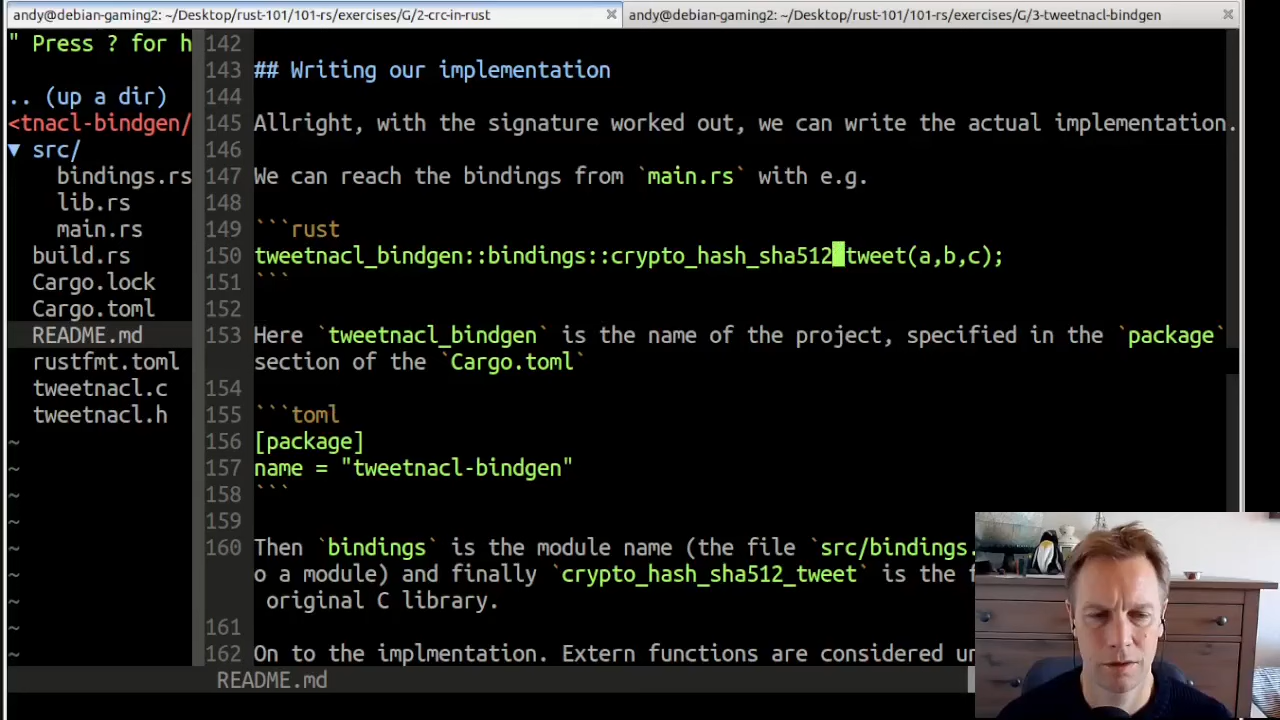 andy@debian-gaming2: ~/Desktop/rust-101/101-rs/exercises/G/2-crc-in-rust
andy@debian-gaming2: ~/Desktop/rust-101/101-rs/exercises/G/3-tweetnacl-bindgen
" Press ? for h
.. (up a dir)
<tnacl-bindgen/
▼ src/
bindings.rs
lib.rs
main.rs
build.rs
Cargo.lock
Cargo.toml
README.md
rustfmt.toml
tweetnacl.c
tweetnacl.h
~
~
~
~
~
~
~
~
~
142
143 ## Writing our implementation
144
145 Allright, with the signature worked out, we can write the actual implementation.
146
147 We can reach the bindings from `main.rs` with e.g.
148
149 ```rust
150 tweetnacl_bindgen::bindings::crypto_hash_sha512_tweet(a,b,c);
151 ```
152
153 Here `tweetnacl_bindgen` is the name of the project, specified in the `package`
section of the `Cargo.toml`
154
155 ```toml
156 [package]
157 name = "tweetnacl-bindgen"
158 ```
159
160 Then `bindings` is the module name (the file `src/bindings.
o a module) and finally `crypto_hash_sha512_tweet` is the f
original C library.
161
162 On to the implmentation. Extern functions are considered un
README.md